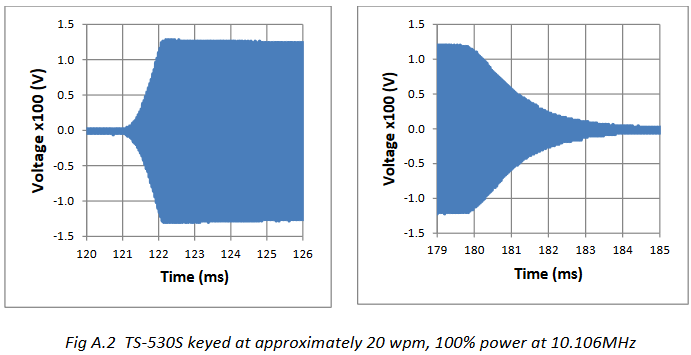 Voltage x100 (V)
1.5
1.0
0.5
0.0
-0.5
-1.0
-1.5
120 121 122 123 124 125 126
Time (ms)
Voltage x100 (V)
1.5
1.0
0.5
0.0
-0.5
-1.0
-1.5
179 180 181 182 183 184 185
Time (ms)
Fig A.2 TS-530S keyed at approximately 20 wpm, 100% power at 10.106MHz